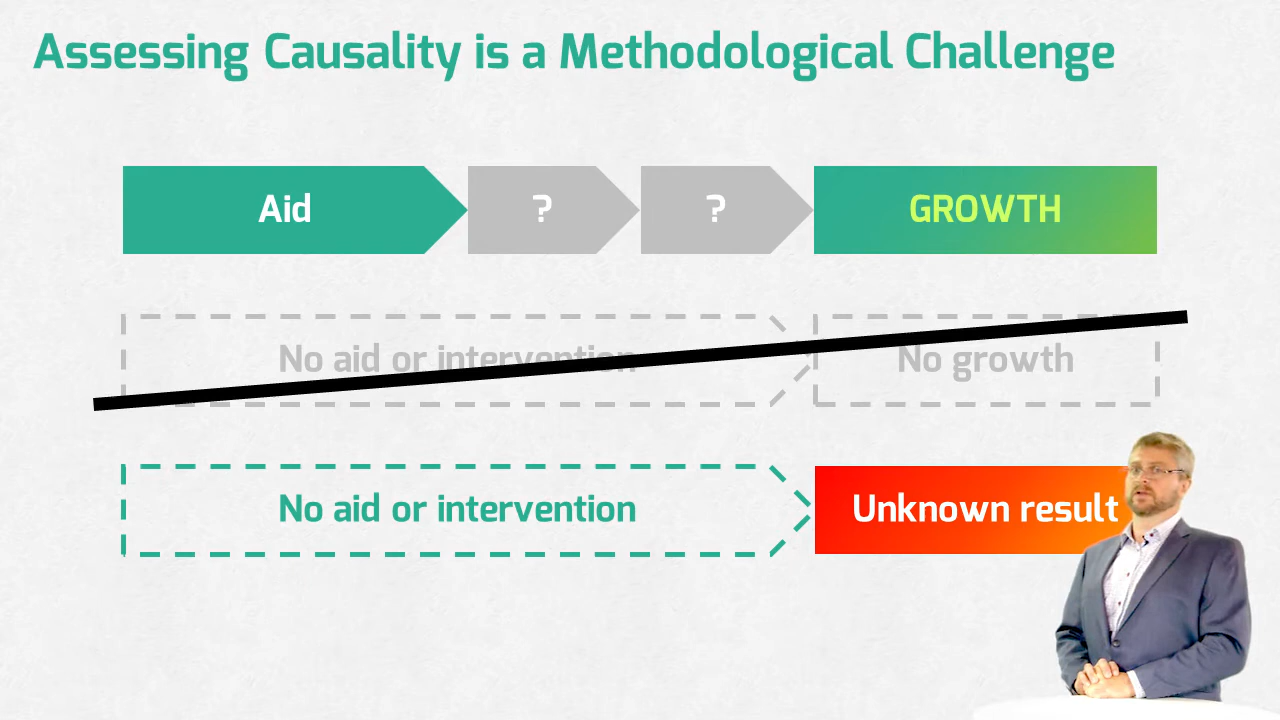 Assessing Causality is a Methodological Challenge
Aid
?
?
GROWTH
No aid or intervention
No growth
No aid or intervention
Unknown result